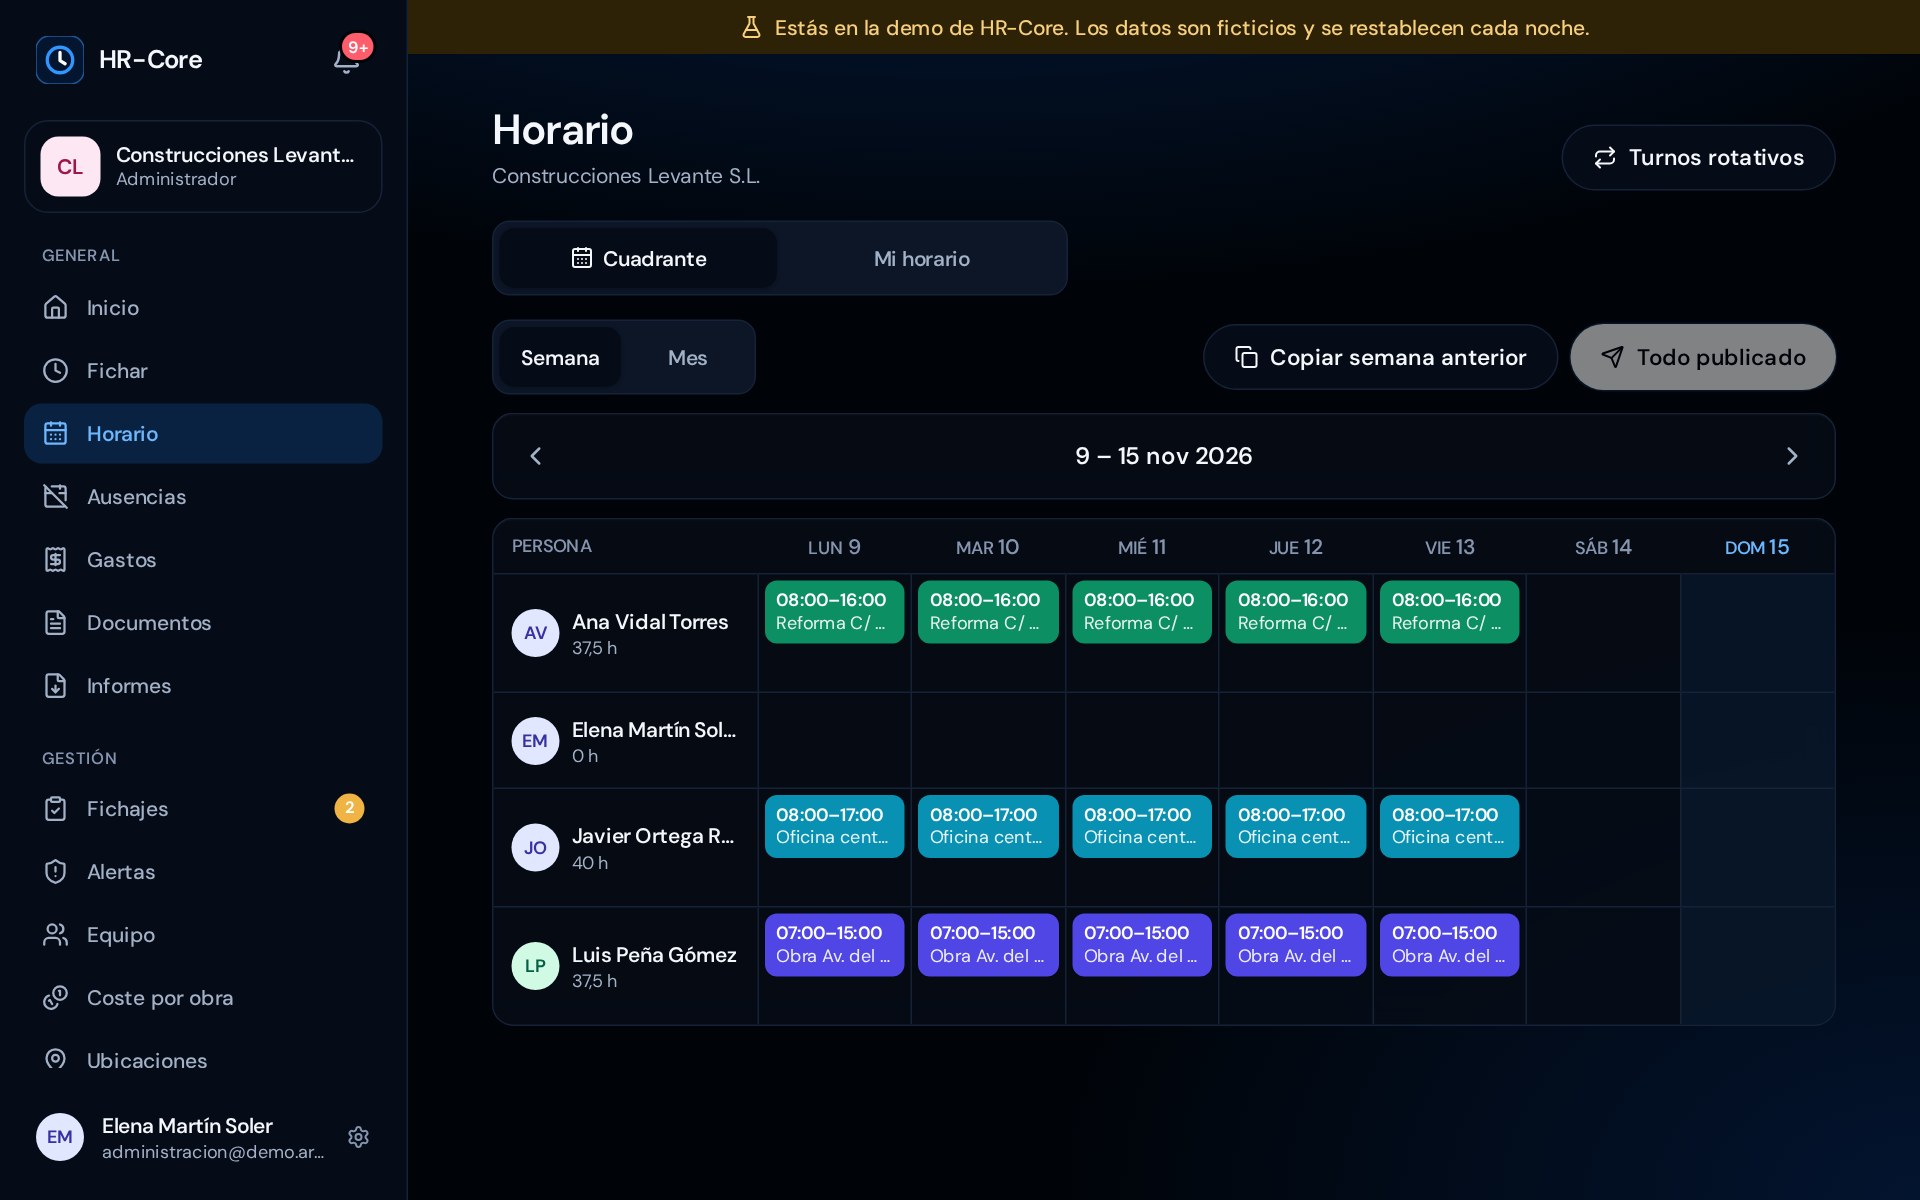 Estás en la demo de HR-Core. Los datos son ficticios y se restablecen cada noche.
HR-Core
9+
CL
Construcciones Levant...
Administrador
GENERAL
Inicio
Fichar
Horario
Ausencias
Gastos
Documentos
Informes
GESTIÓN
Fichajes
2
Alertas
Equipo
Coste por obra
Ubicaciones
EM
Elena Martín Soler
administracion@demo.ar...
Horario
Construcciones Levante S.L.
Turnos rotativos
Cuadrante
Mi horario
Semana
Mes
Copiar semana anterior
Todo publicado
9 – 15 nov 2026
PERSONA LUN 9 MAR 10 MIÉ 11 JUE 12 VIE 13 SÁB 14 DOM 15
AV
Ana Vidal Torres
37,5 h
08:00–16:00 08:00–16:00 08:00–16:00 08:00–16:00 08:00–16:00
Reforma C/ ... Reforma C/ ... Reforma C/ ... Reforma C/ ... Reforma C/ ...
EM
Elena Martín Sol...
0 h
JO
Javier Ortega R...
40 h
08:00–17:00 08:00–17:00 08:00–17:00 08:00–17:00 08:00–17:00
Oficina cent... Oficina cent... Oficina cent... Oficina cent... Oficina cent...
LP
Luis Peña Gómez
37,5 h
07:00–15:00 07:00–15:00 07:00–15:00 07:00–15:00 07:00–15:00
Obra Av. del ... Obra Av. del ... Obra Av. del ... Obra Av. del ... Obra Av. del ...